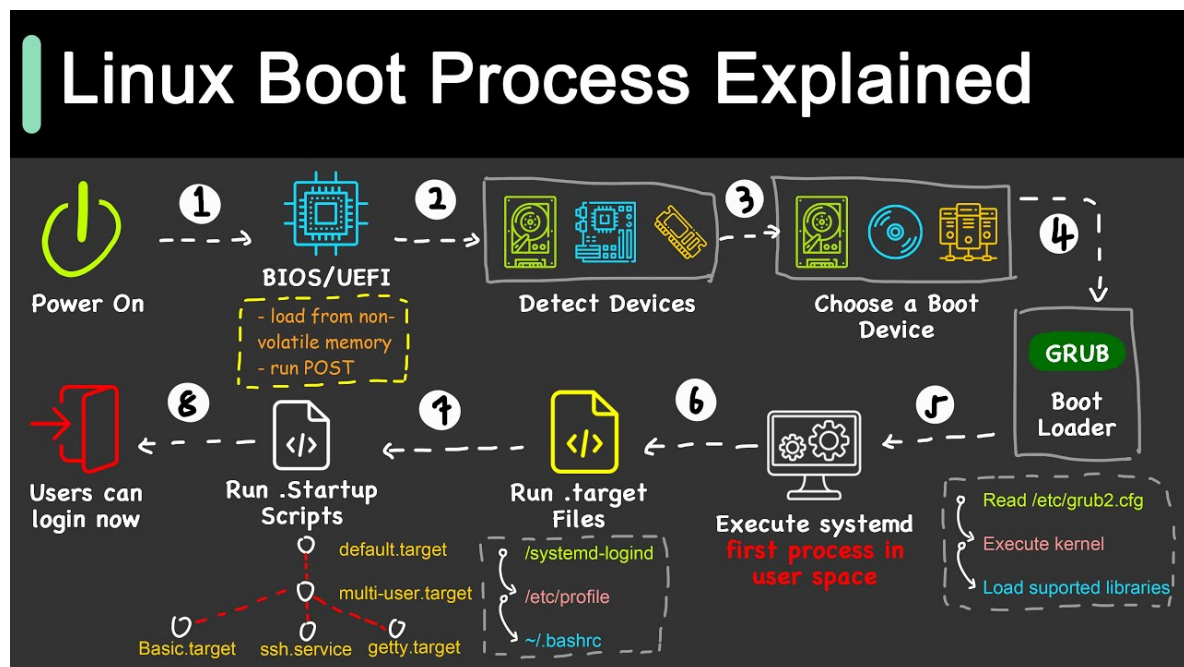 Linux Boot Process Explained
1
2
3
4
Power On
BIOS/UEFI
- load from non-
volatile memory
- run POST
Detect Devices
Choose a Boot
Device
GRUB
Boot
Loader
5
Read /etc/grub2.cfg
Execute kernel
Load suported libraries
6
Execute systemd
first process in
user space
7
Run .target
Files
/systemd-logind
/etc/profile
~/.bashrc
8
Run .Startup
Scripts
default.target
multi-user.target
Basic.target
ssh.service
getty.target
Users can
login now